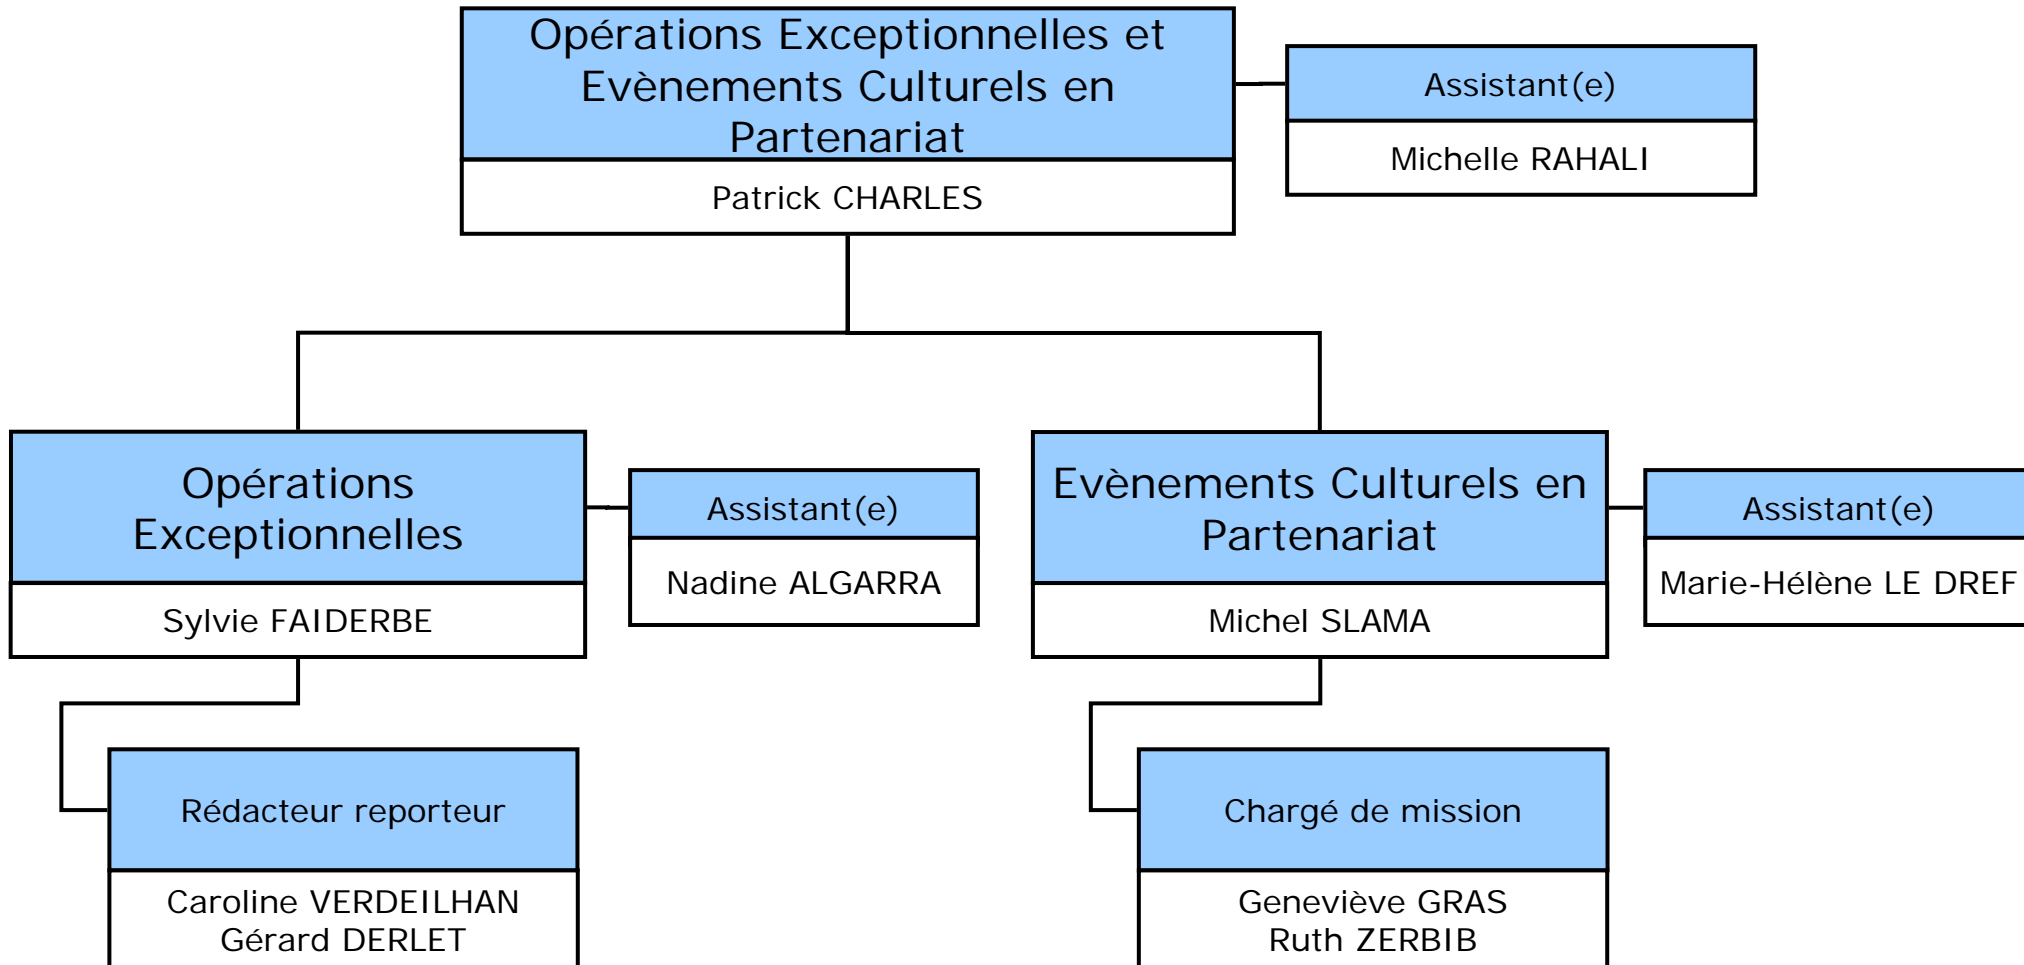 Opérations Exceptionnelles et
Evènements Culturels en
Partenariat
Patrick CHARLES
Assistant(e)
Michelle RAHALI
Opérations
Exceptionnelles
Sylvie FAIDERBE
Assistant(e)
Nadine ALGARRA
Evènements Culturels en
Partenariat
Michel SLAMA
Assistant(e)
Marie-Hélène LE DREF
Rédacteur reporteur
Caroline VERDEILHAN
Gérard DERLET
Chargé de mission
Geneviève GRAS
Ruth ZERBIB